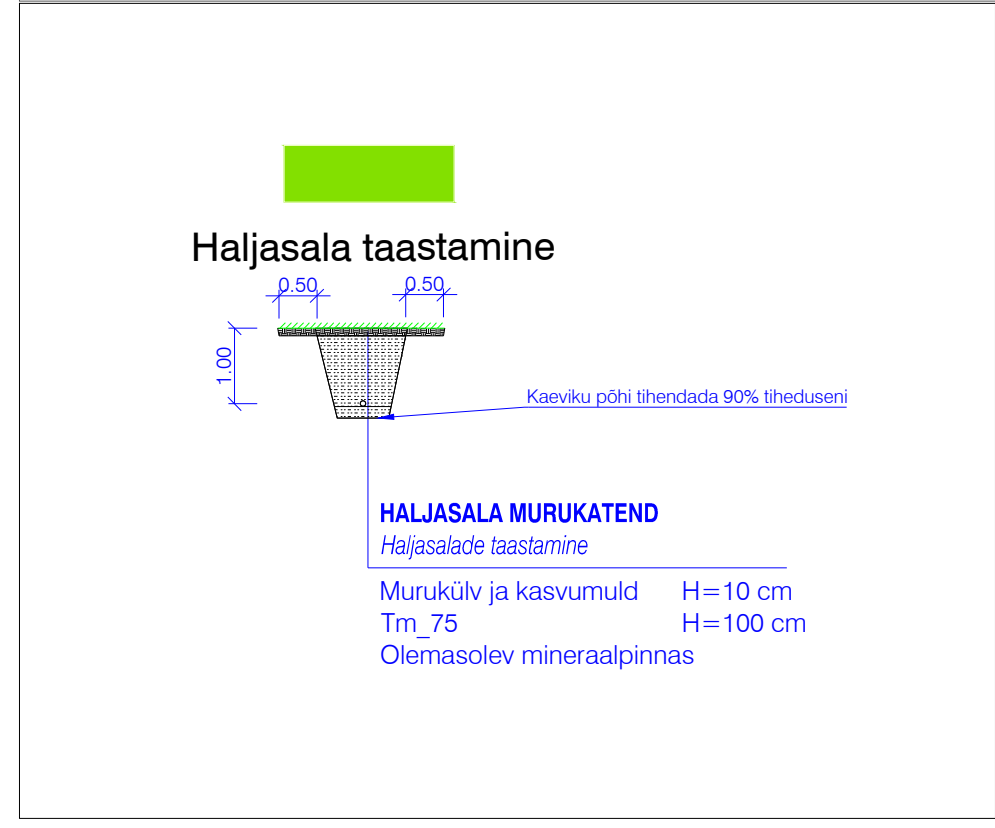 Haljasala taastamine
0.50 0.50
1.00
Kaeviku põhi tihendada 90% tiheduseni
HALJASALA MURUKATEND
Haljasalade taastamine
Murukülv ja kasvumuld H=10 cm
Tm_75 H=100 cm
Olemasolev mineraalpinnas